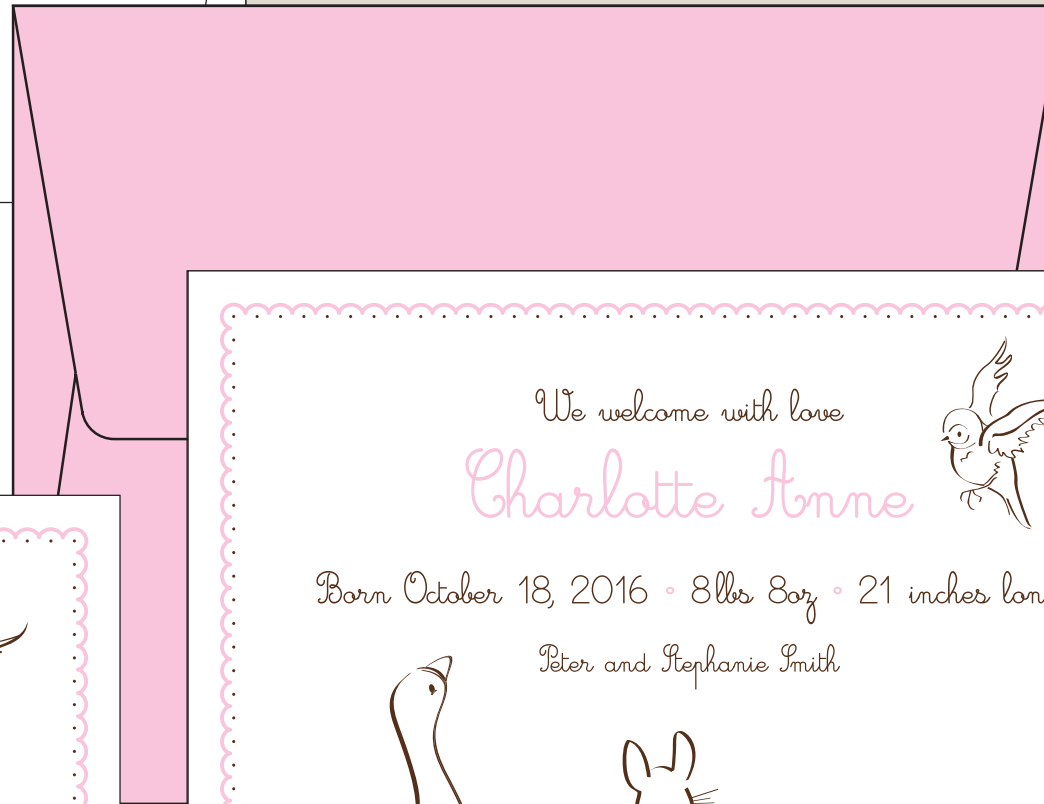 We welcome with love
Charlotte Anne
Born October 18, 2016 ° 8lbs 8oz ° 21 inches
Peter and Stephanie Smith